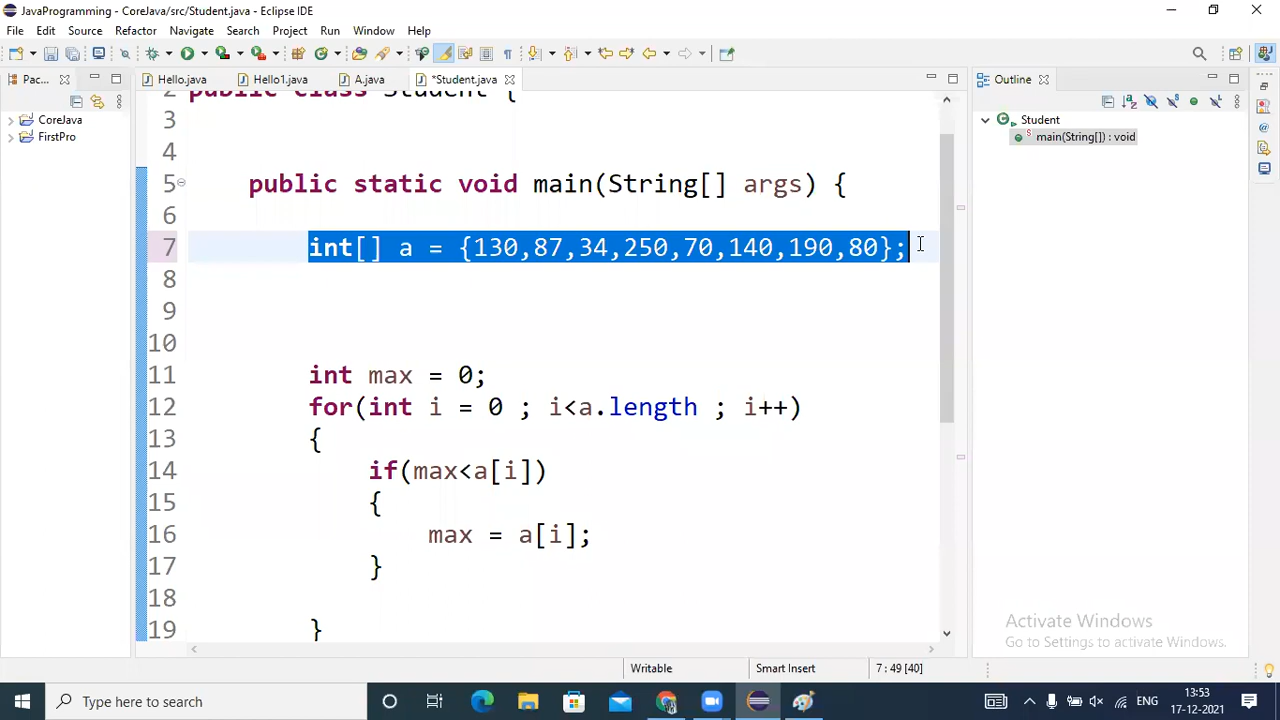 JavaProgramming - CoreJava/src/Student.java - Eclipse IDE
File Edit Source Refactor Navigate Search Project Run Window Help
Pac... Hello.java Hello1.java A.java *Student.java Outline
CoreJava
FirstPro
2 public class Student {
3
4
5 public static void main(String[] args) {
6
7 int[] a = {130,87,34,250,70,140,190,80};
8
9
10
11 int max = 0;
12 for(int i = 0 ; i<a.length ; i++)
13 {
14 if(max<a[i])
15 {
16 max = a[i];
17 }
18
19 }
Student
main(String[]) : void
Activate Windows
Go to Settings to activate Windows.
Writable Smart Insert 7 : 49 [40]
Type here to search
ENG
13:53
17-12-2021